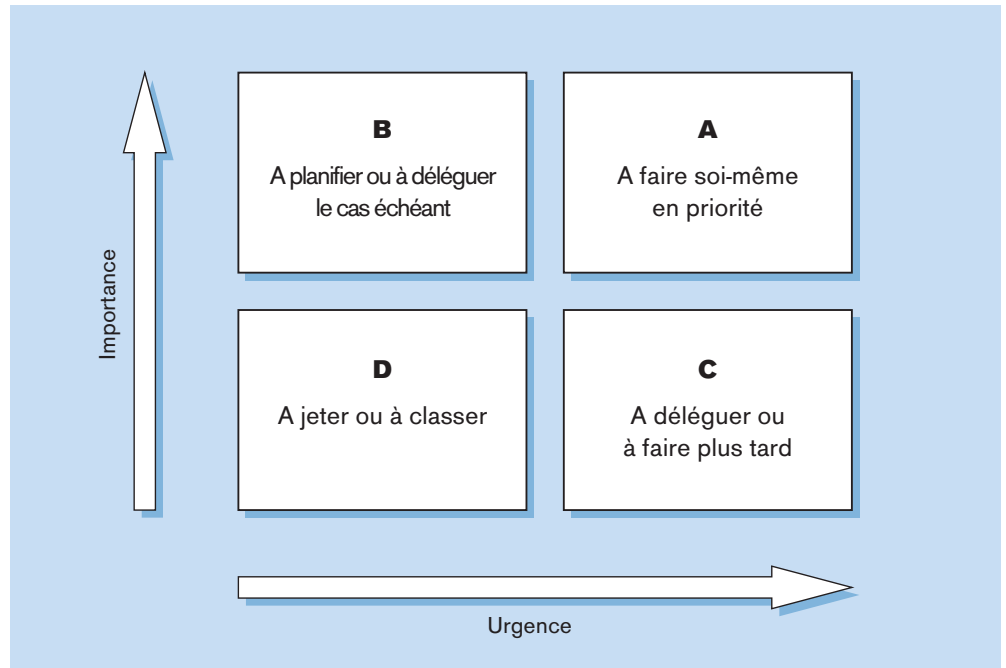 B
A planifier ou à déléguer
le cas échéant
A
A faire soi-même
en priorité
Importance
D
A jeter ou à classer
C
A déléguer ou
à faire plus tard
Urgence